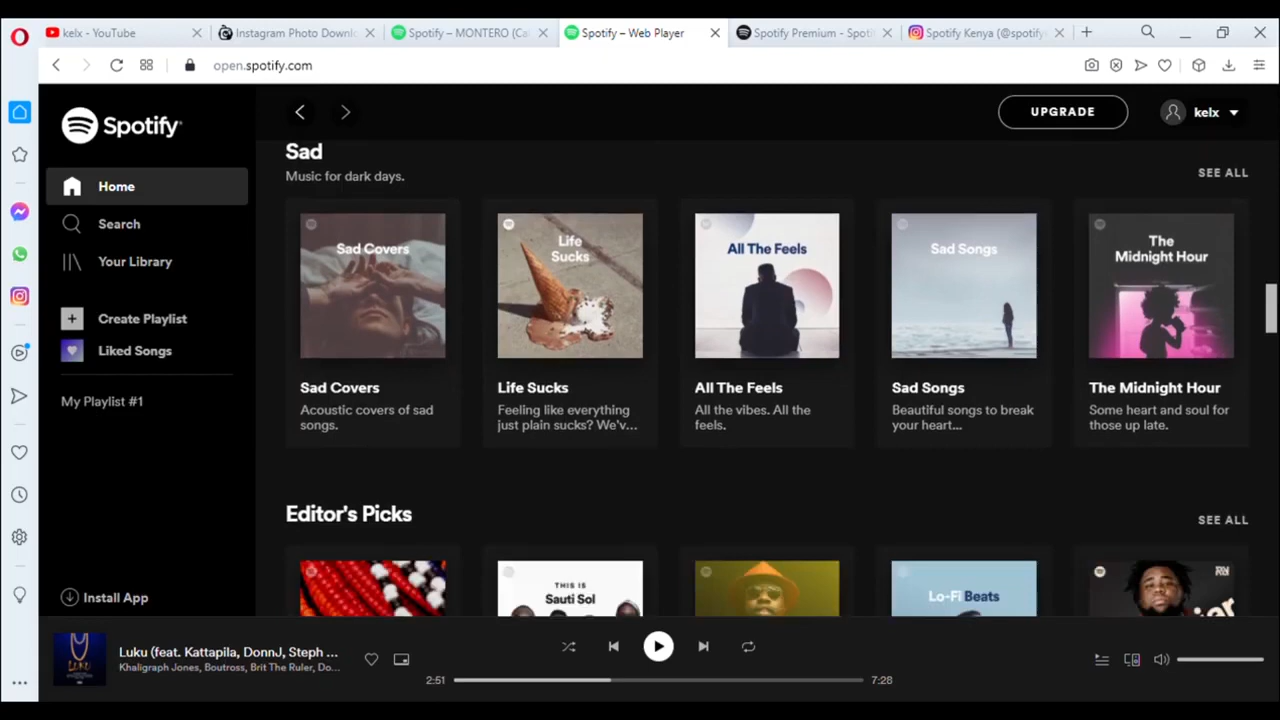 kelx - YouTube
Instagram Photo Downl
Spotify – MONTERO (Cal
Spotify – Web Player
Spotify Premium - Spoti
Spotify Kenya (@spotify
open.spotify.com
Spotify
UPGRADE
kelx
Home
Search
Your Library
Create Playlist
Liked Songs
My Playlist #1
Install App
Sad
Music for dark days.
SEE ALL
Sad Covers
Life
Sucks
All The Feels
Sad Songs
The
Midnight Hour
Sad Covers
Acoustic covers of sad
songs.
Life Sucks
Feeling like everything
just plain sucks? We'v...
All The Feels
All the vibes. All the
feels.
Sad Songs
Beautiful songs to break
your heart...
The Midnight Hour
Some heart and soul for
those up late.
Editor's Picks
SEE ALL
THIS IS
Sauti Sol
Lo-Fi Beats
LUKU
Luku (feat. Kattapila, DonnJ, Steph ...
Khaligraph Jones, Boutross, Brit The Ruler, Do...
2:51
7:28